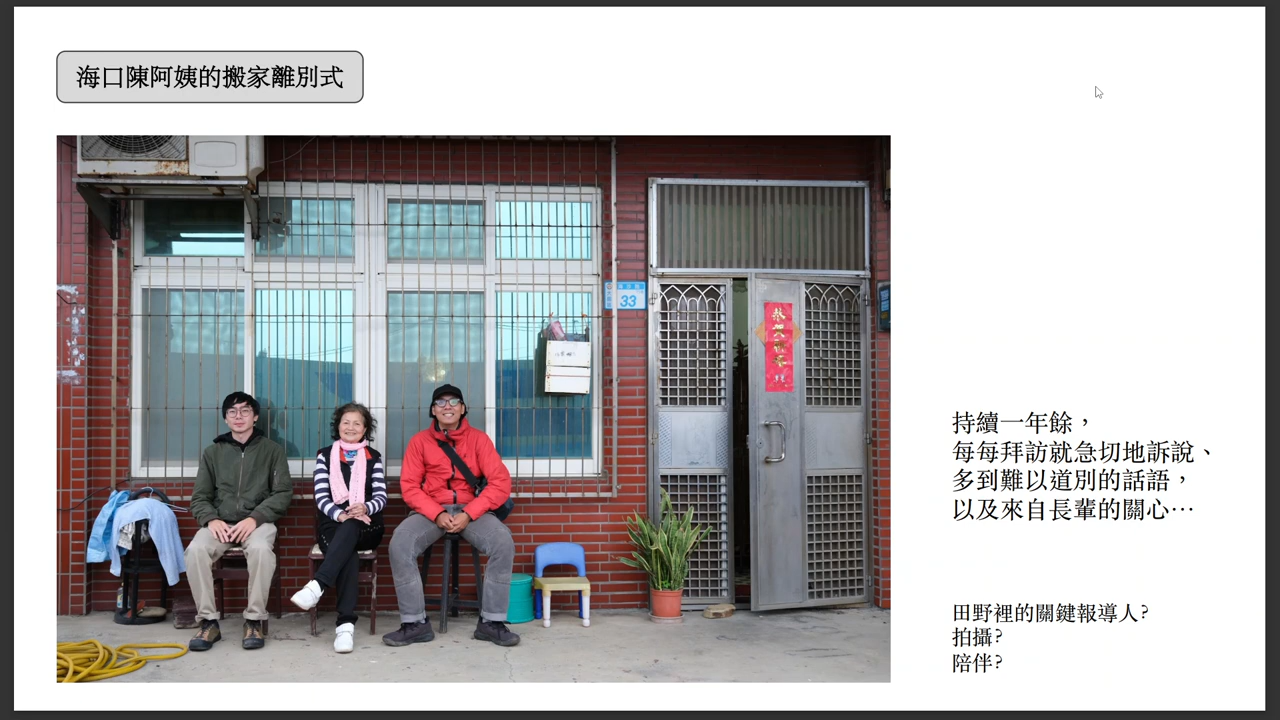 海口陳阿姨的搬家離別式
33
持續一年餘，
每每拜訪就急切地訴說、
多到難以道別的話語，
以及來自長輩的關心…
田野裡的關鍵報導人?
拍攝?
陪伴?